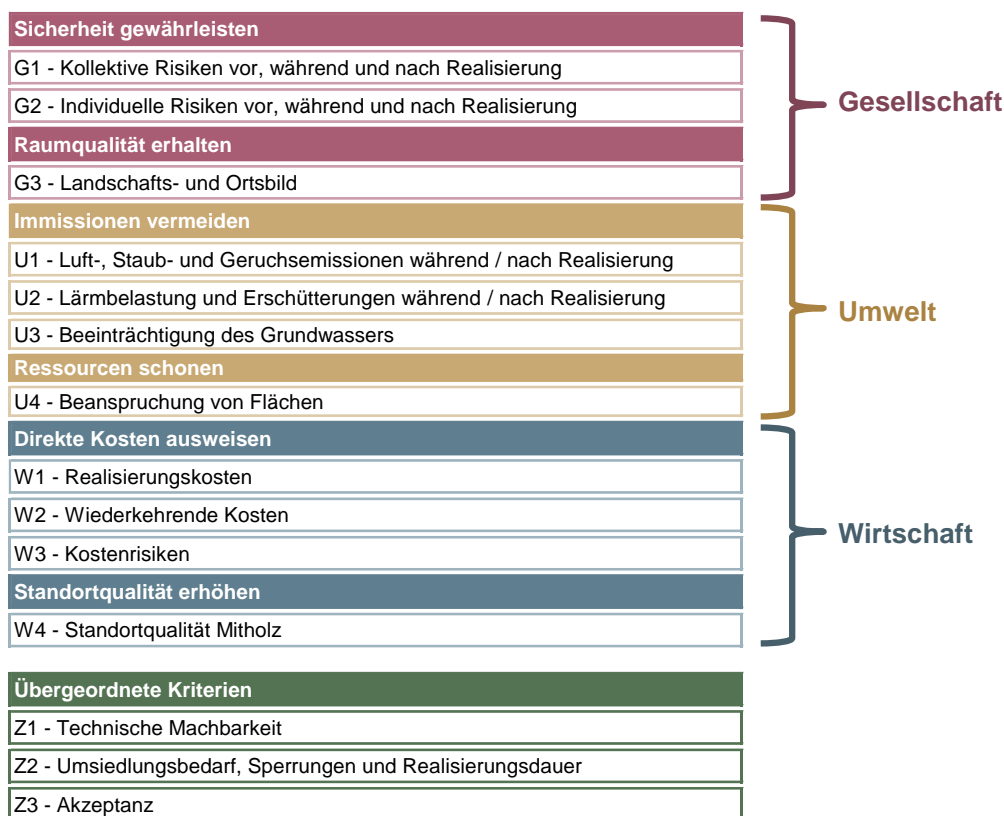 Sicherheit gewährleisten
G1 - Kollektive Risiken vor, während und nach Realisierung
G2 - Individuelle Risiken vor, während und nach Realisierung
Raumqualität erhalten
G3 - Landschafts- und Ortsbild
Gesellschaft
Immissionen vermeiden
U1 - Luft-, Staub- und Geruchsemissionen während / nach Realisierung
U2 - Lärmbelastung und Erschütterungen während / nach Realisierung
U3 - Beeinträchtigung des Grundwassers
Ressourcen schonen
U4 - Beanspruchung von Flächen
Umwelt
Direkte Kosten ausweisen
W1 - Realisierungskosten
W2 - Wiederkehrende Kosten
W3 - Kostenrisiken
Standortqualität erhöhen
W4 - Standortqualität Mitholz
Wirtschaft
Übergeordnete Kriterien
Z1 - Technische Machbarkeit
Z2 - Umsiedlungsbedarf, Sperrungen und Realisierungsdauer
Z3 - Akzeptanz